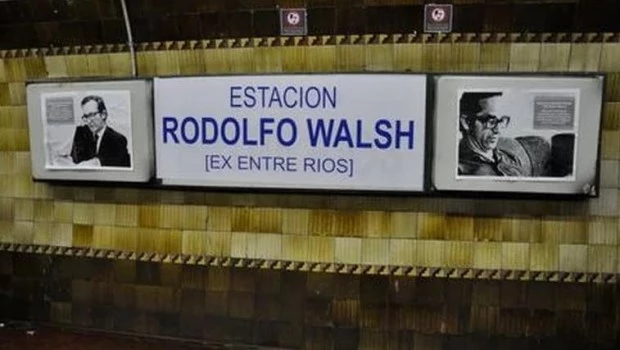 ESTACION
RODOLFO WALSH
[EX ENTRE RIOS]